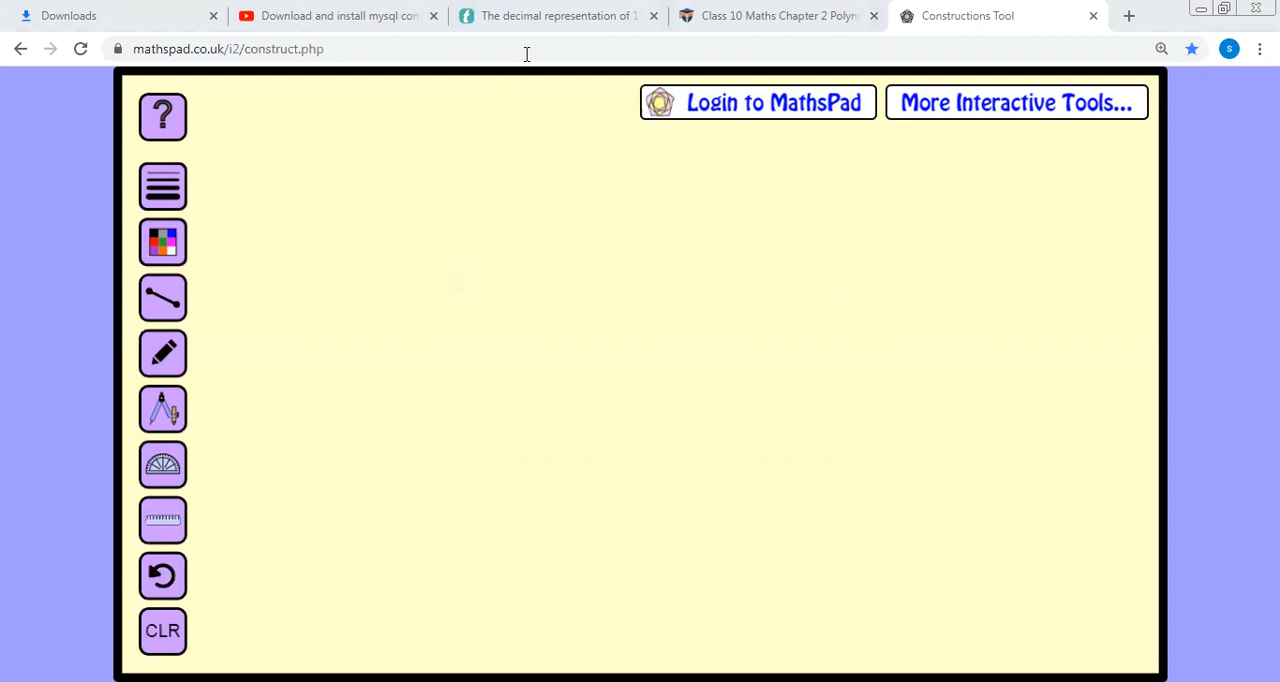 Downloads
Download and install mysql com
The decimal representation of 1
Class 10 Maths Chapter 2 Polyn
Constructions Tool
mathspad.co.uk/i2/construct.php
S
?
Login to MathsPad
More Interactive Tools...
CLR